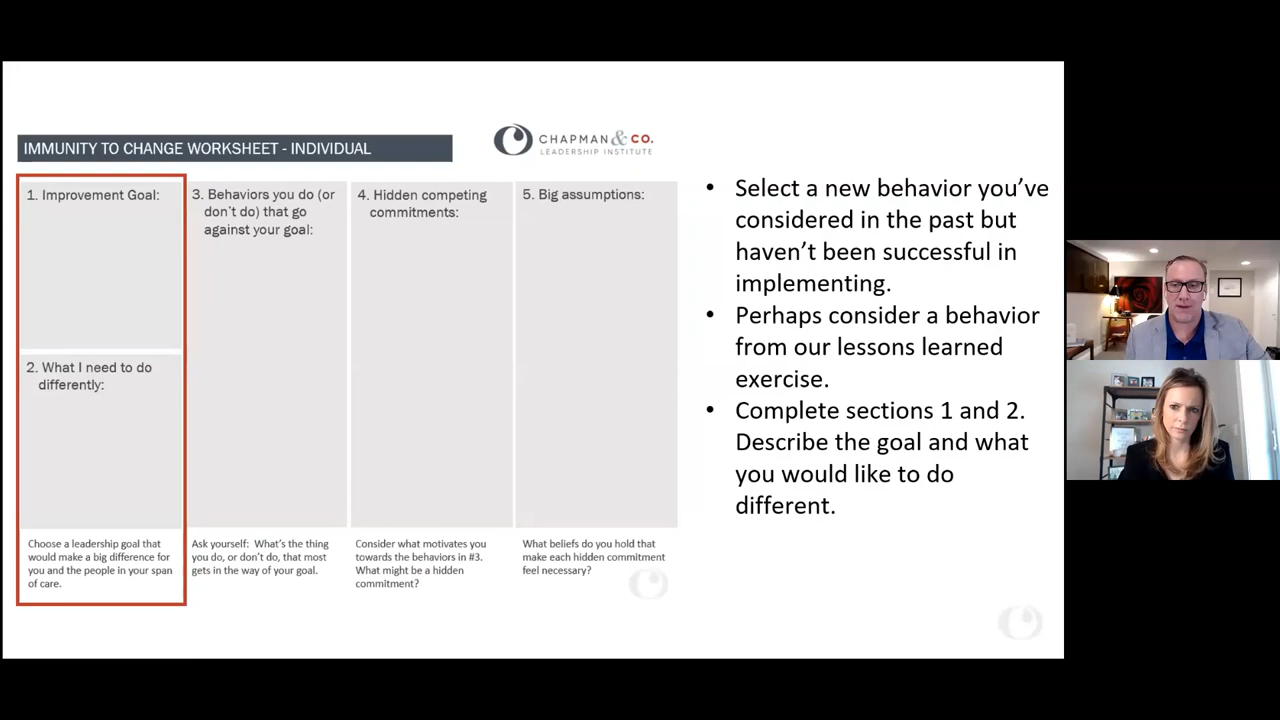 IMMUNITY TO CHANGE WORKSHEET - INDIVIDUAL
CHAPMAN & CO.
LEADERSHIP INSTITUTE
1. Improvement Goal:
2. What I need to do
differently:
Choose a leadership goal that
would make a big difference for
you and the people in your span
of care.
3. Behaviors you do (or
don't do) that go
against your goal:
Ask yourself: What's the thing
you do, or don't do, that most
gets in the way of your goal.
4. Hidden competing
commitments:
Consider what motivates you
towards the behaviors in #3.
What might be a hidden
commitment?
5. Big assumptions:
What beliefs do you hold that
make each hidden commitment
feel necessary?
• Select a new behavior you've
considered in the past but
haven't been successful in
implementing.
• Perhaps consider a behavior
from our lessons learned
exercise.
• Complete sections 1 and 2.
Describe the goal and what
you would like to do
different.